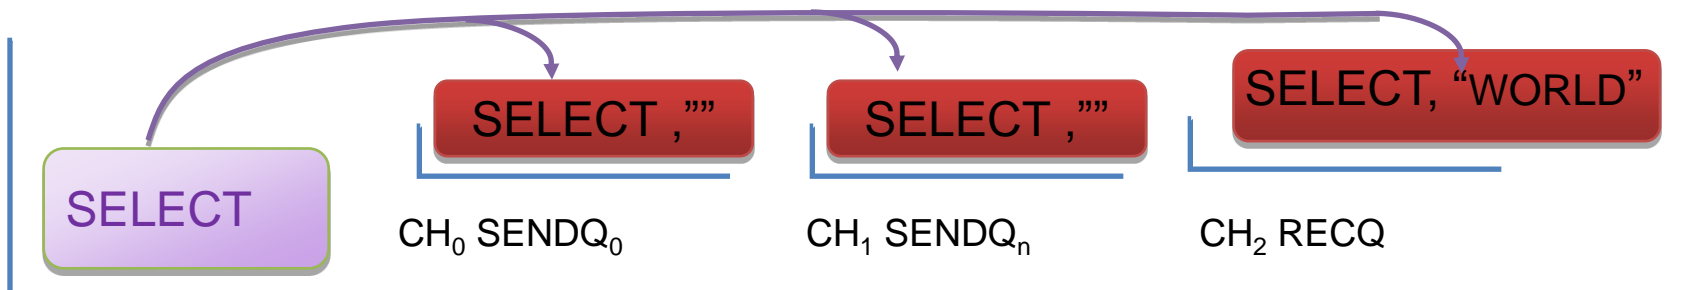 SELECT
SELECT ,””
SELECT ,””
SELECT, “WORLD”
CH₀ SENDQ₀
CH₁ SENDQₙ
CH₂ RECQ